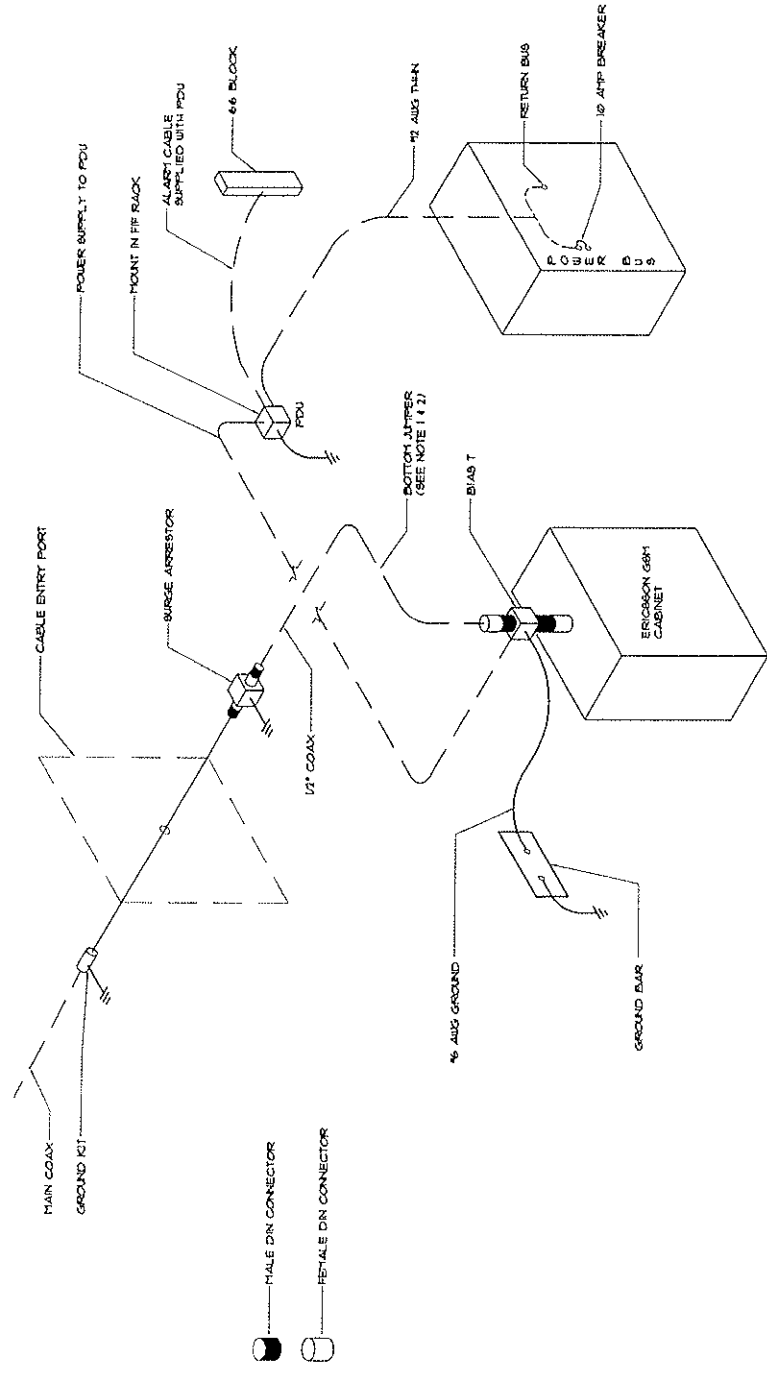 MAIN COAX
GROUND KIT
CABLE ENTRY PORT
SURGE ARRESTOR
1/2" COAX
POWER SUPPLY TO PDU
MOUNT IN FIF RACK
ALARM CABLE
SUPPLIED WITH PDU
66 BLOCK
PDU
#12 AWG THHN
RETURN BUS
10 AMP BREAKER
POWER BUS
BOTTOM JUMPER
(SEE NOTE 1 & 2)
BIAS T
ERICSSON GSM
CABINET
#6 AWG GROUND
GROUND BAR
MALE DIN CONNECTOR
FEMALE DIN CONNECTOR